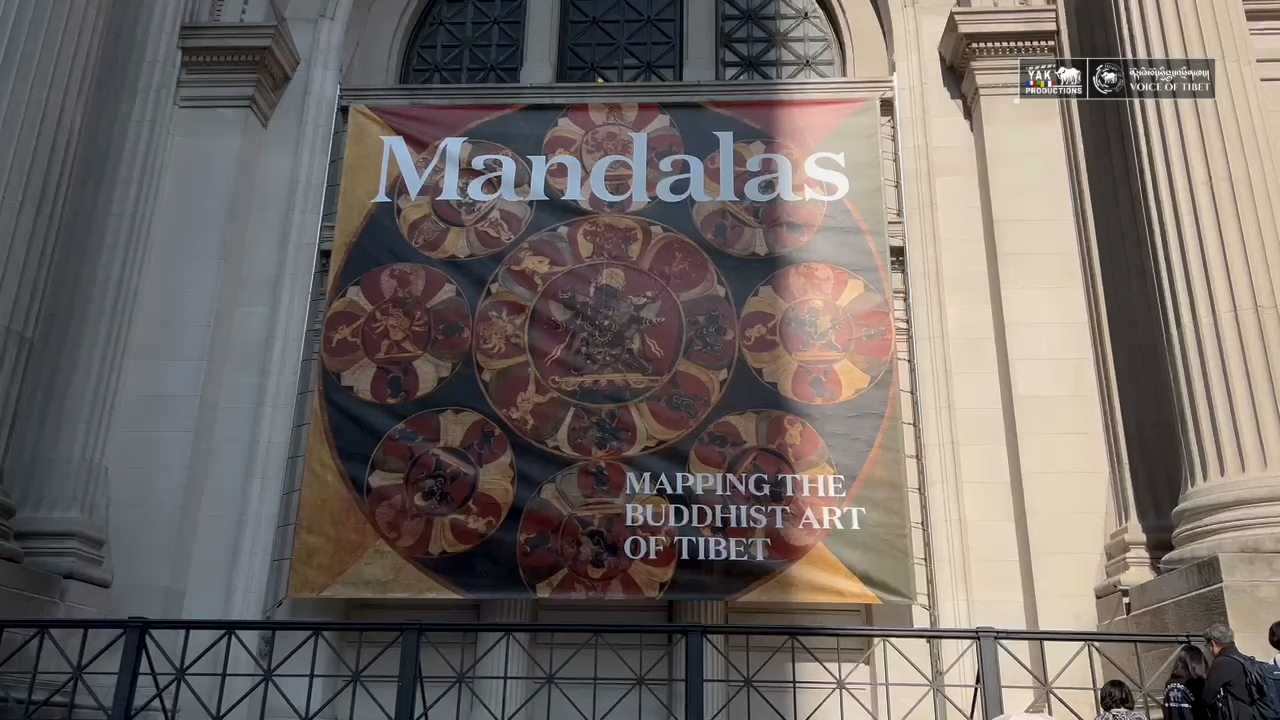 Mandalas
MAPPING THE
BUDDHIST ART
OF TIBET
YAK
PRODUCTIONS
VOICE OF TIBET